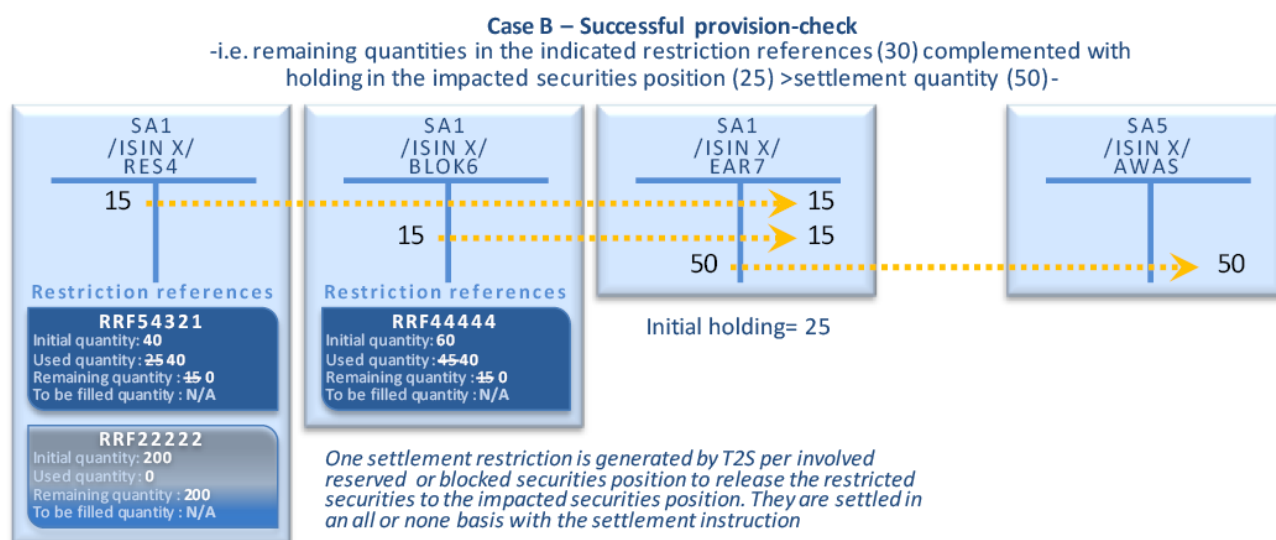 Case B – Successful provision-check
-i.e. remaining quantities in the indicated restriction references (30) complemented with
holding in the impacted securities position (25) >settlement quantity (50) -
SA1
/ISIN X/
RES4
15
Restriction references
RRF54321
Initial quantity: 40
Used quantity : 25 40
Remaining quantity : 15 0
To be filled quantity : N/A
RRF22222
Initial quantity: 200
Used quantity : 0
Remaining quantity : 200
To be filled quantity : N/A
SA1
/ISIN X/
BLOK6
15
Restriction references
RRF44444
Initial quantity: 60
Used quantity : 45 40
Remaining quantity : 15 0
To be filled quantity : N/A
SA1
/ISIN X/
EAR7
15
15
50
Initial holding= 25
SA5
/ISIN X/
AWAS
50
One settlement restriction is generated by T2S per involved
reserved or blocked securities position to release the restricted
securities to the impacted securities position. They are settled in
an all or none basis with the settlement instruction